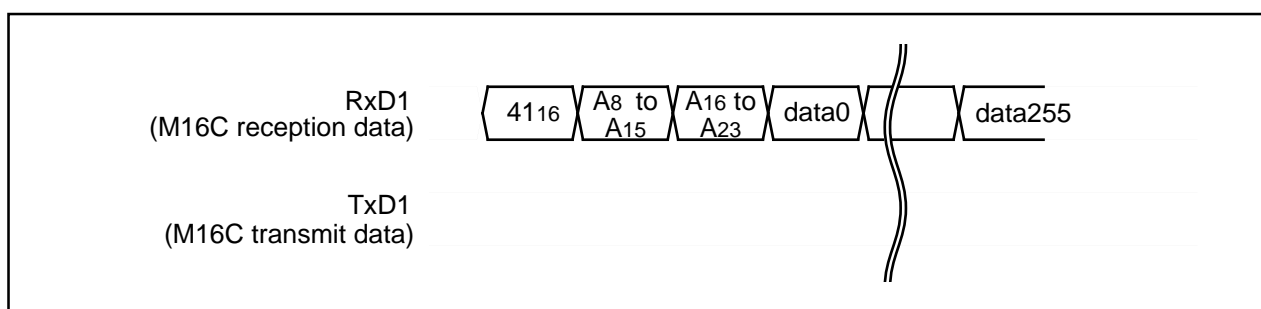 RxD1
(M16C reception data)
4116
A8 to
A15
A16 to
A23
data0
data255
TxD1
(M16C transmit data)